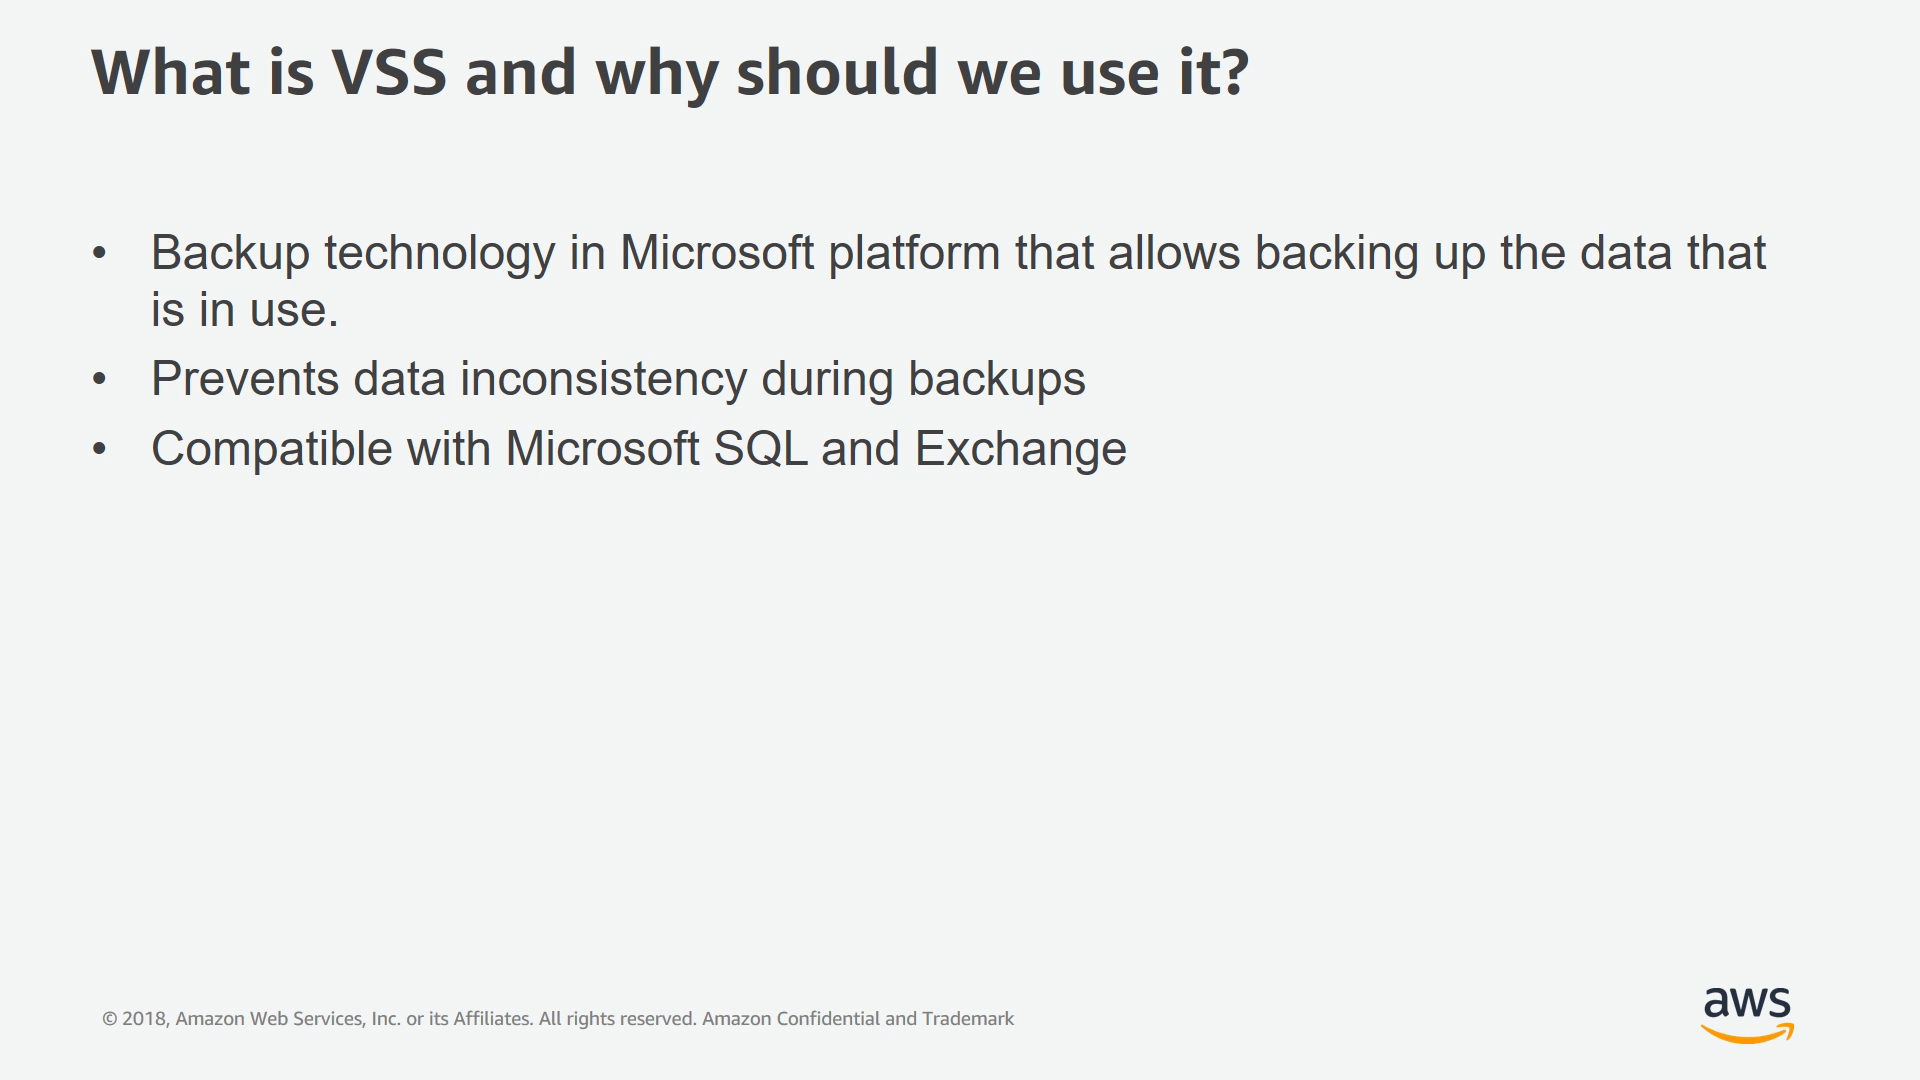 What is VSS and why should we use it?
• Backup technology in Microsoft platform that allows backing up the data that
is in use.
• Prevents data inconsistency during backups
• Compatible with Microsoft SQL and Exchange
© 2018, Amazon Web Services, Inc. or its Affiliates. All rights reserved. Amazon Confidential and Trademark
aws